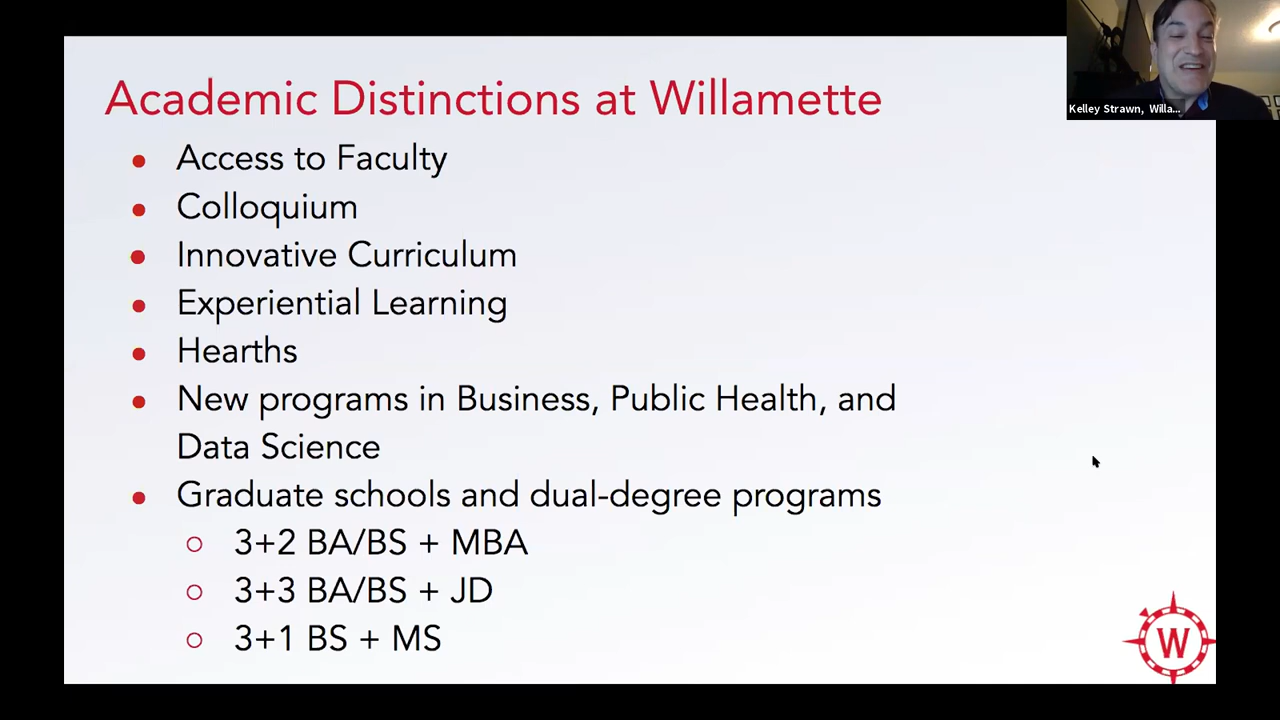 Academic Distinctions at Willamette
Kelley Strawn, Willa...
• Access to Faculty
• Colloquium
• Innovative Curriculum
• Experiential Learning
• Hearths
• New programs in Business, Public Health, and
Data Science
• Graduate schools and dual-degree programs
○ 3+2 BA/BS + MBA
○ 3+3 BA/BS + JD
○ 3+1 BS + MS
W